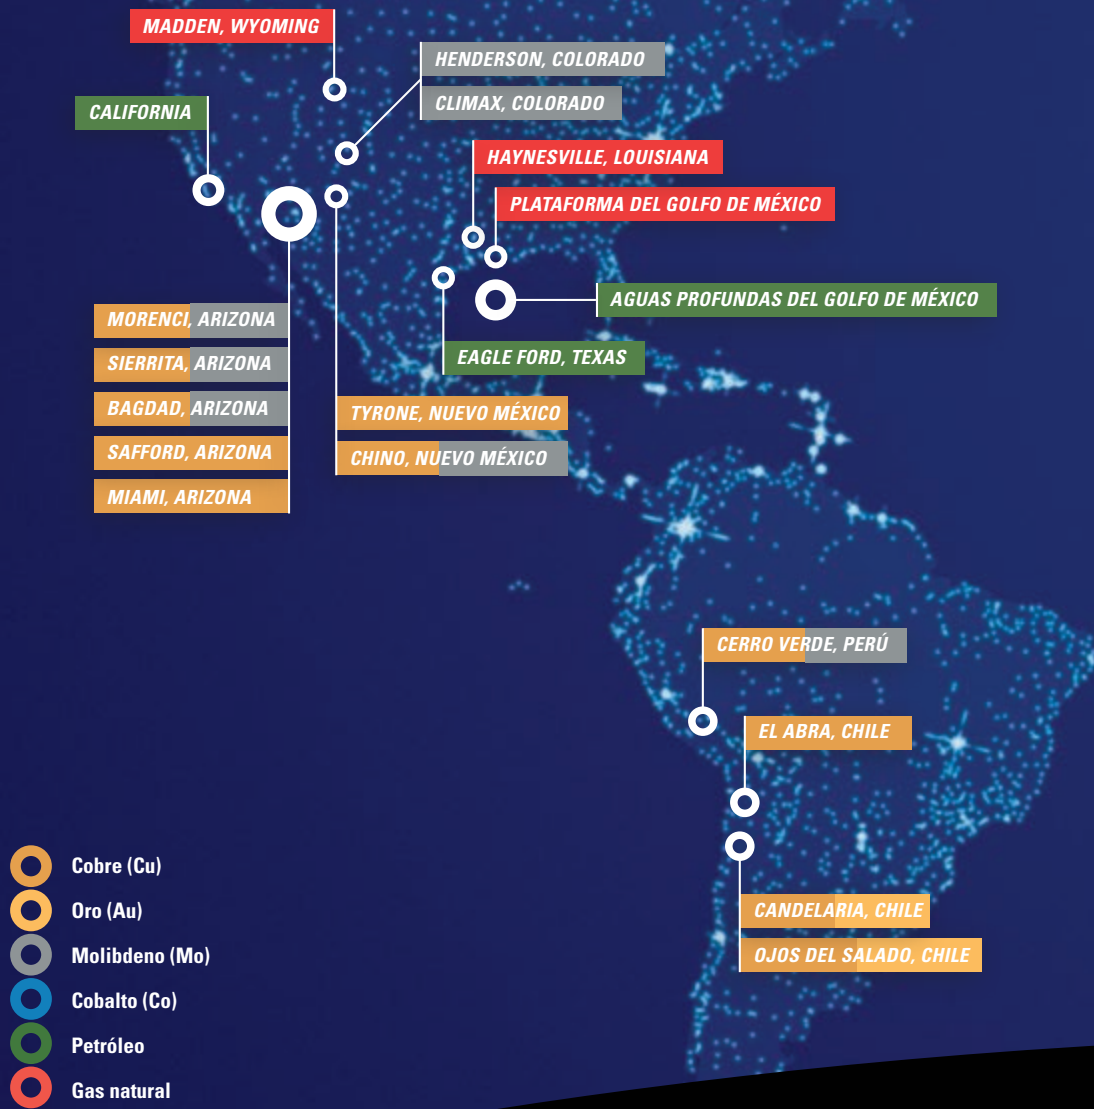 MADDEN, WYOMING
HENDERSON, COLORADO
CLIMAX, COLORADO
CALIFORNIA
HAYNESVILLE, LOUISIANA
PLATAFORMA DEL GOLFO DE MÉXICO
AGUAS PROFUNDAS DEL GOLFO DE MÉXICO
EAGLE FORD, TEXAS
MORENCI, ARIZONA
SIERRITA, ARIZONA
BAGDAD, ARIZONA
SAFFORD, ARIZONA
MIAMI, ARIZONA
TYRONE, NUEVO MÉXICO
CHINO, NUEVO MÉXICO
CERRO VERDE, PERÚ
EL ABRA, CHILE
CANDELARIA, CHILE
OJOS DEL SALADO, CHILE
Cobre (Cu)
Oro (Au)
Molibdeno (Mo)
Cobalto (Co)
Petróleo
Gas natural